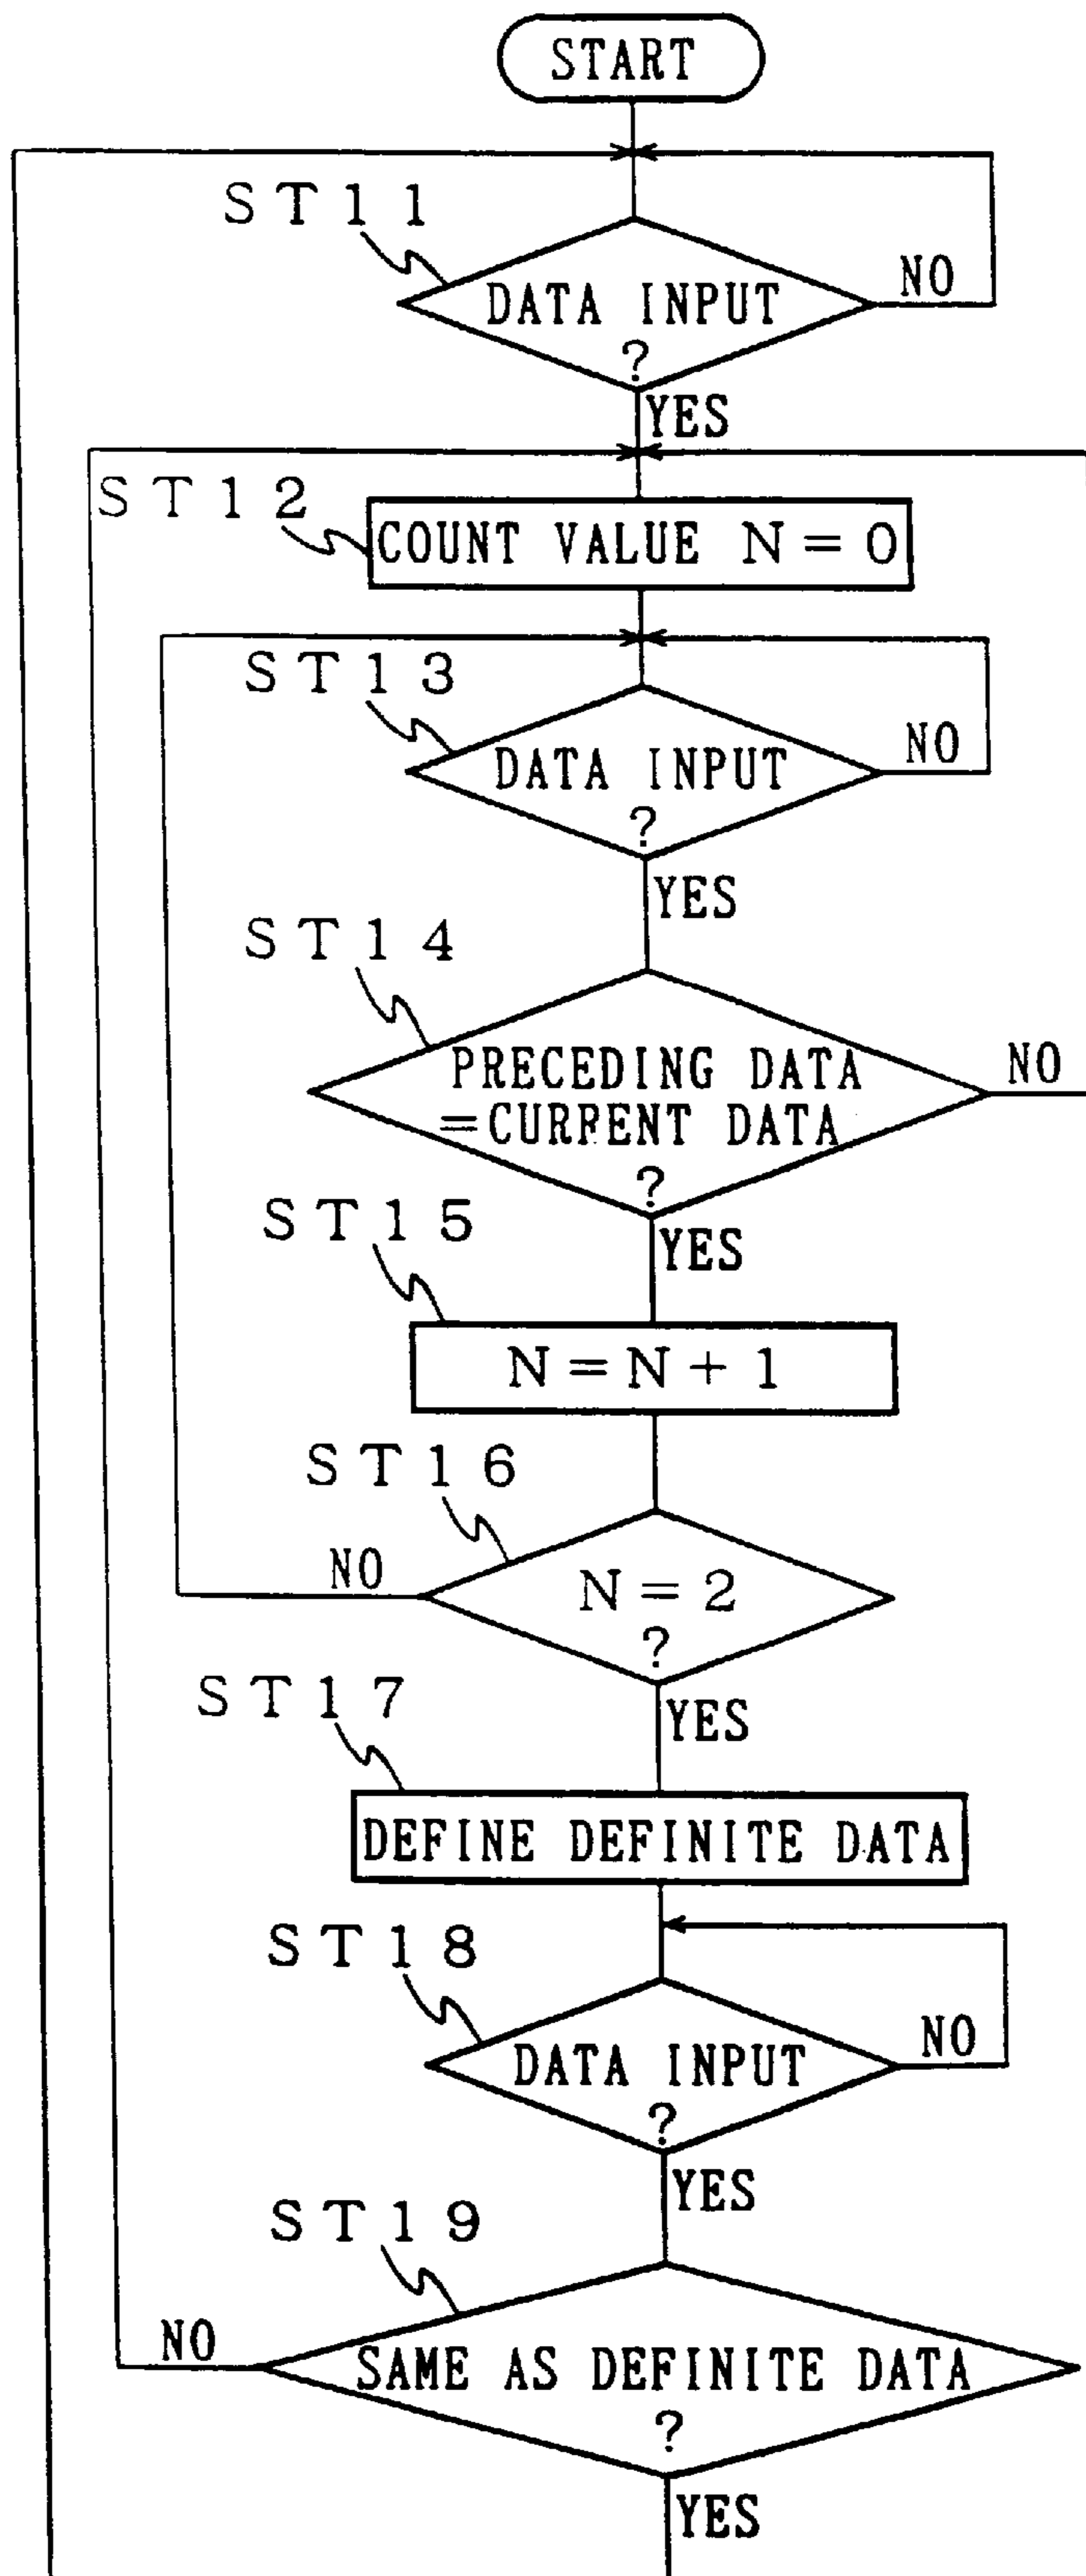 START
ST11
DATA INPUT
?
NO
YES
ST12
COUNT VALUE N = 0
ST13
DATA INPUT
?
NO
YES
ST14
PRECEDING DATA
=CURRENT DATA
?
NO
YES
ST15
N = N + 1
ST16
N = 2
?
NO
YES
ST17
DEFINE DEFINITE DATA
ST18
DATA INPUT
?
NO
YES
ST19
SAME AS DEFINITE DATA
?
NO
YES